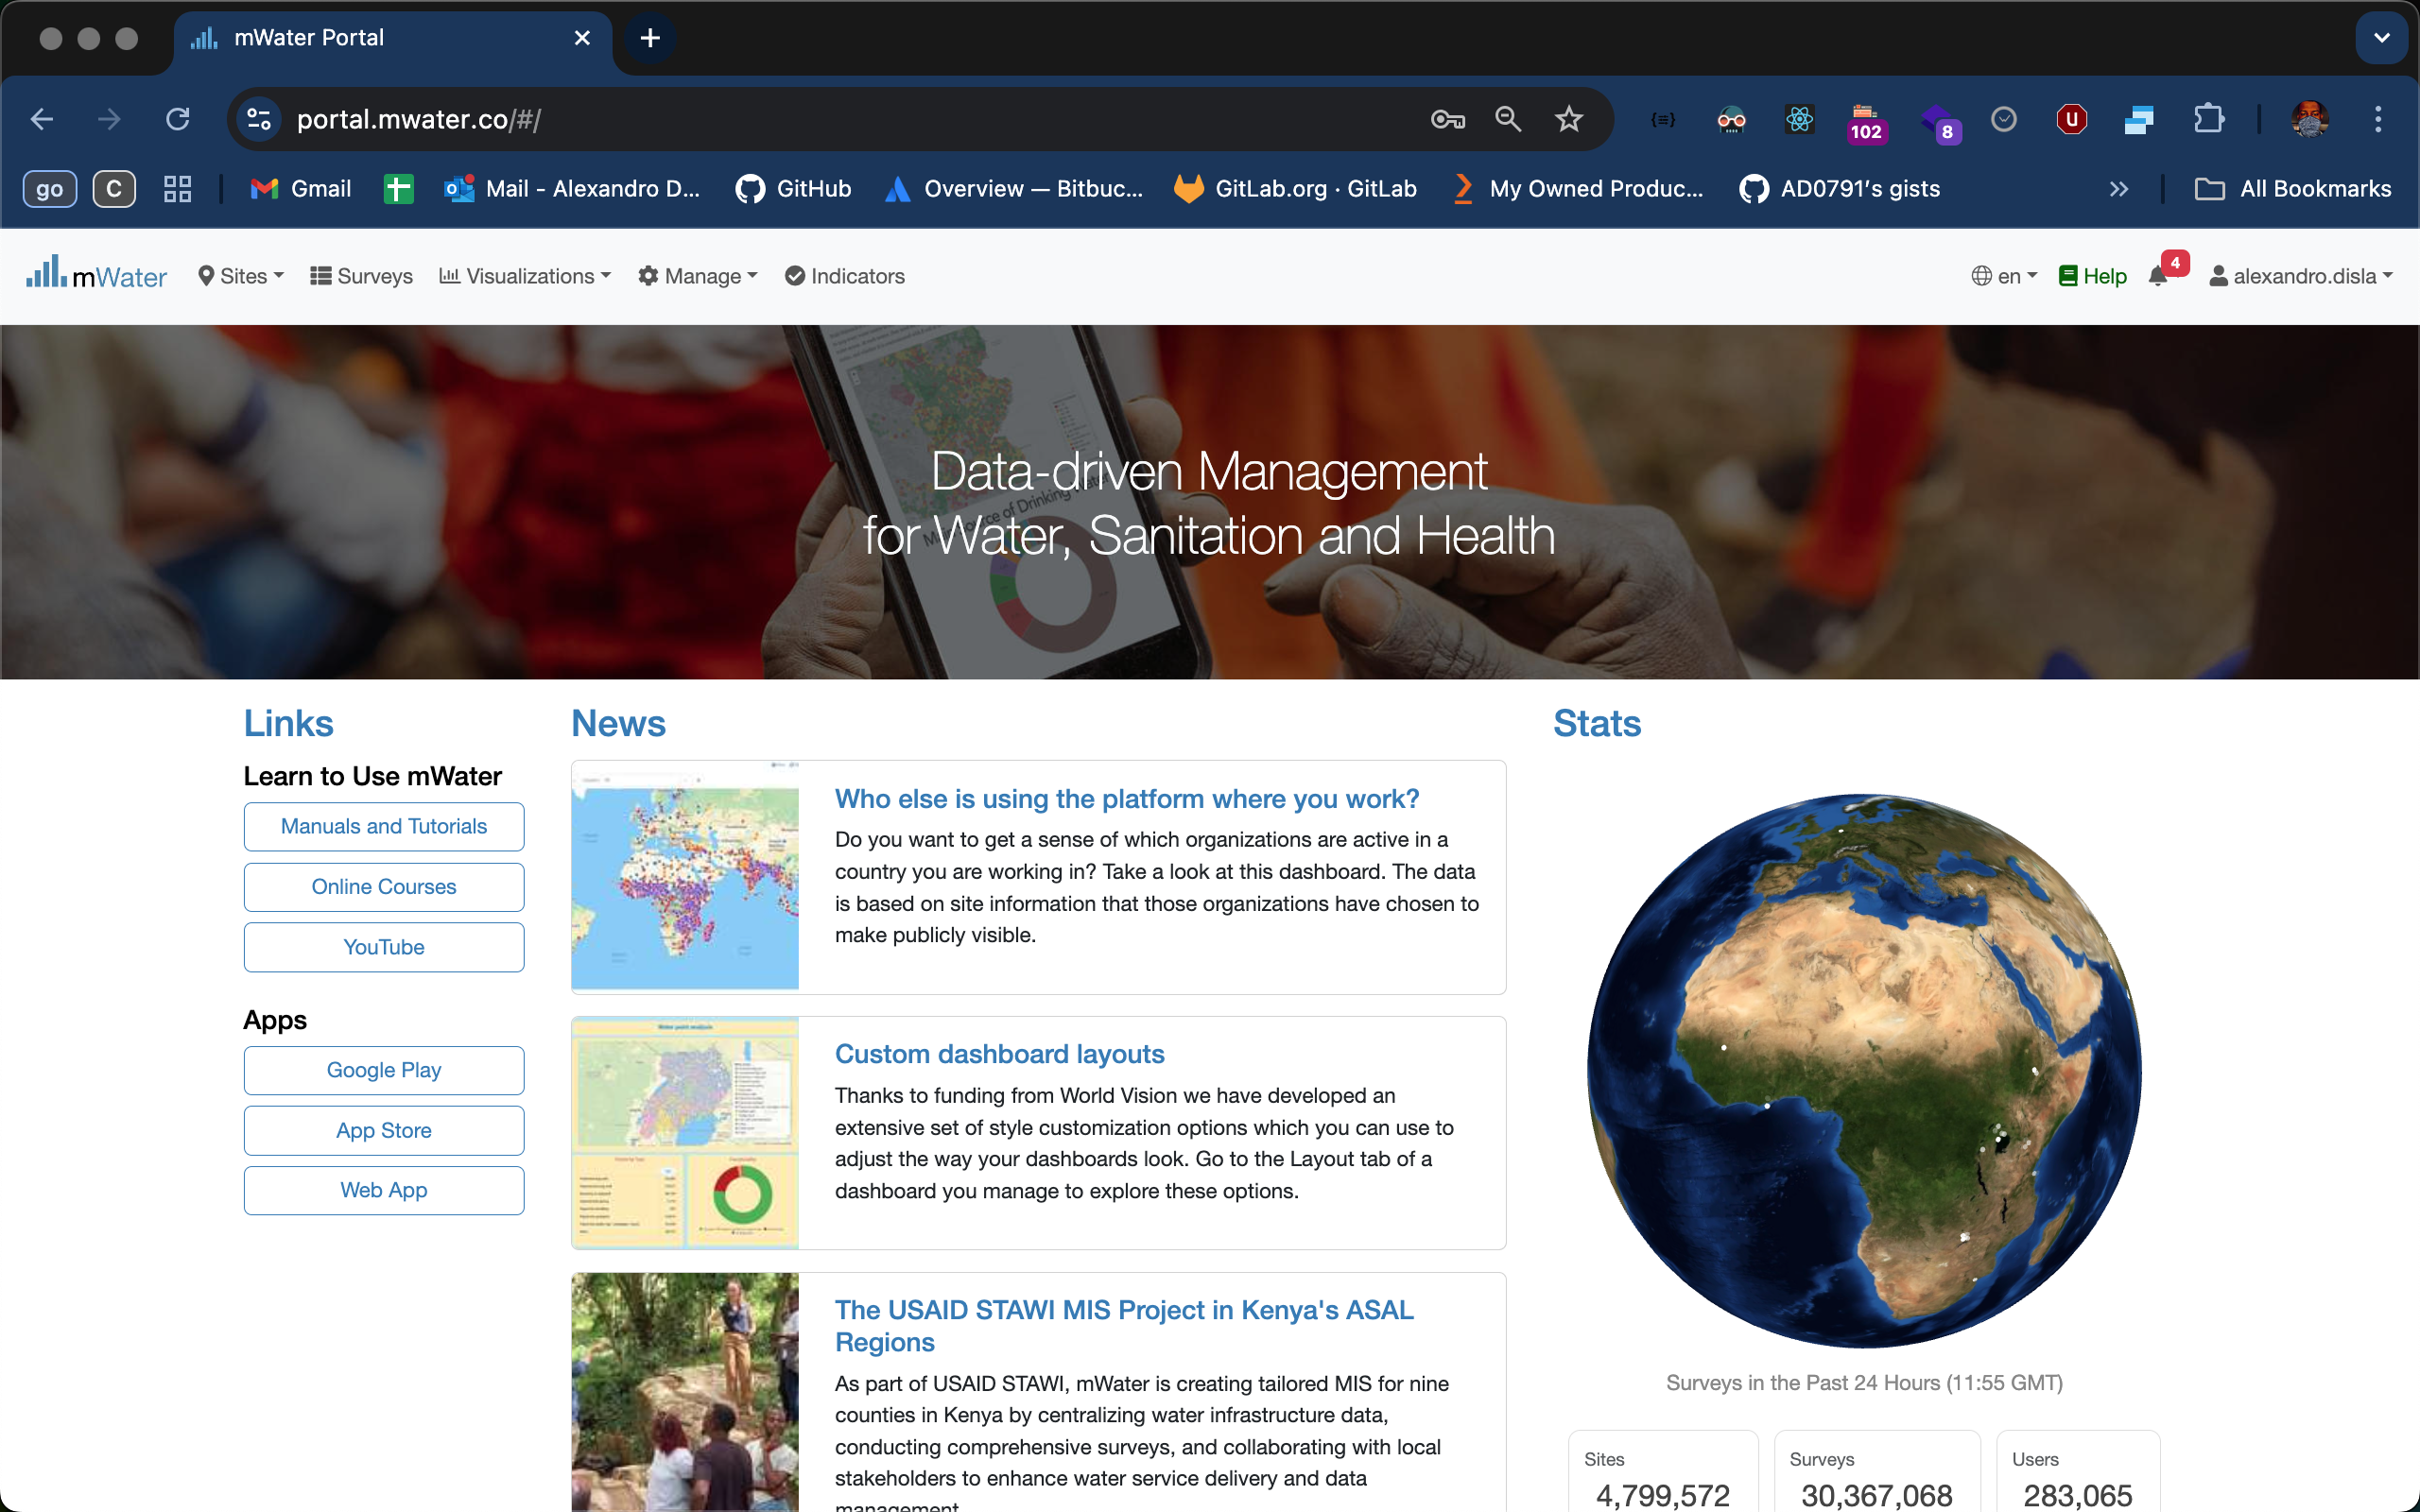 mWater Portal
portal.mwater.co/#/
102
8
go
C
Gmail
Mail - Alexandro D...
GitHub
Overview — Bitbuc...
GitLab.org · GitLab
My Owned Produc...
AD0791's gists
All Bookmarks
mWater
Sites
Surveys
Visualizations
Manage
Indicators
en
Help
4
alexandro.disla
Data-driven Management
for Water, Sanitation and Health
Links
Learn to Use mWater
Manuals and Tutorials
Online Courses
YouTube
Apps
Google Play
App Store
Web App
News
Who else is using the platform where you work?
Do you want to get a sense of which organizations are active in a
country you are working in? Take a look at this dashboard. The data
is based on site information that those organizations have chosen to
make publicly visible.
Custom dashboard layouts
Thanks to funding from World Vision we have developed an
extensive set of style customization options which you can use to
adjust the way your dashboards look. Go to the Layout tab of a
dashboard you manage to explore these options.
The USAID STAWI MIS Project in Kenya's ASAL
Regions
As part of USAID STAWI, mWater is creating tailored MIS for nine
counties in Kenya by centralizing water infrastructure data,
conducting comprehensive surveys, and collaborating with local
stakeholders to enhance water service delivery and data
management.
Stats
Surveys in the Past 24 Hours (11:55 GMT)
Sites
4,799,572
Surveys
30,367,068
Users
283,065